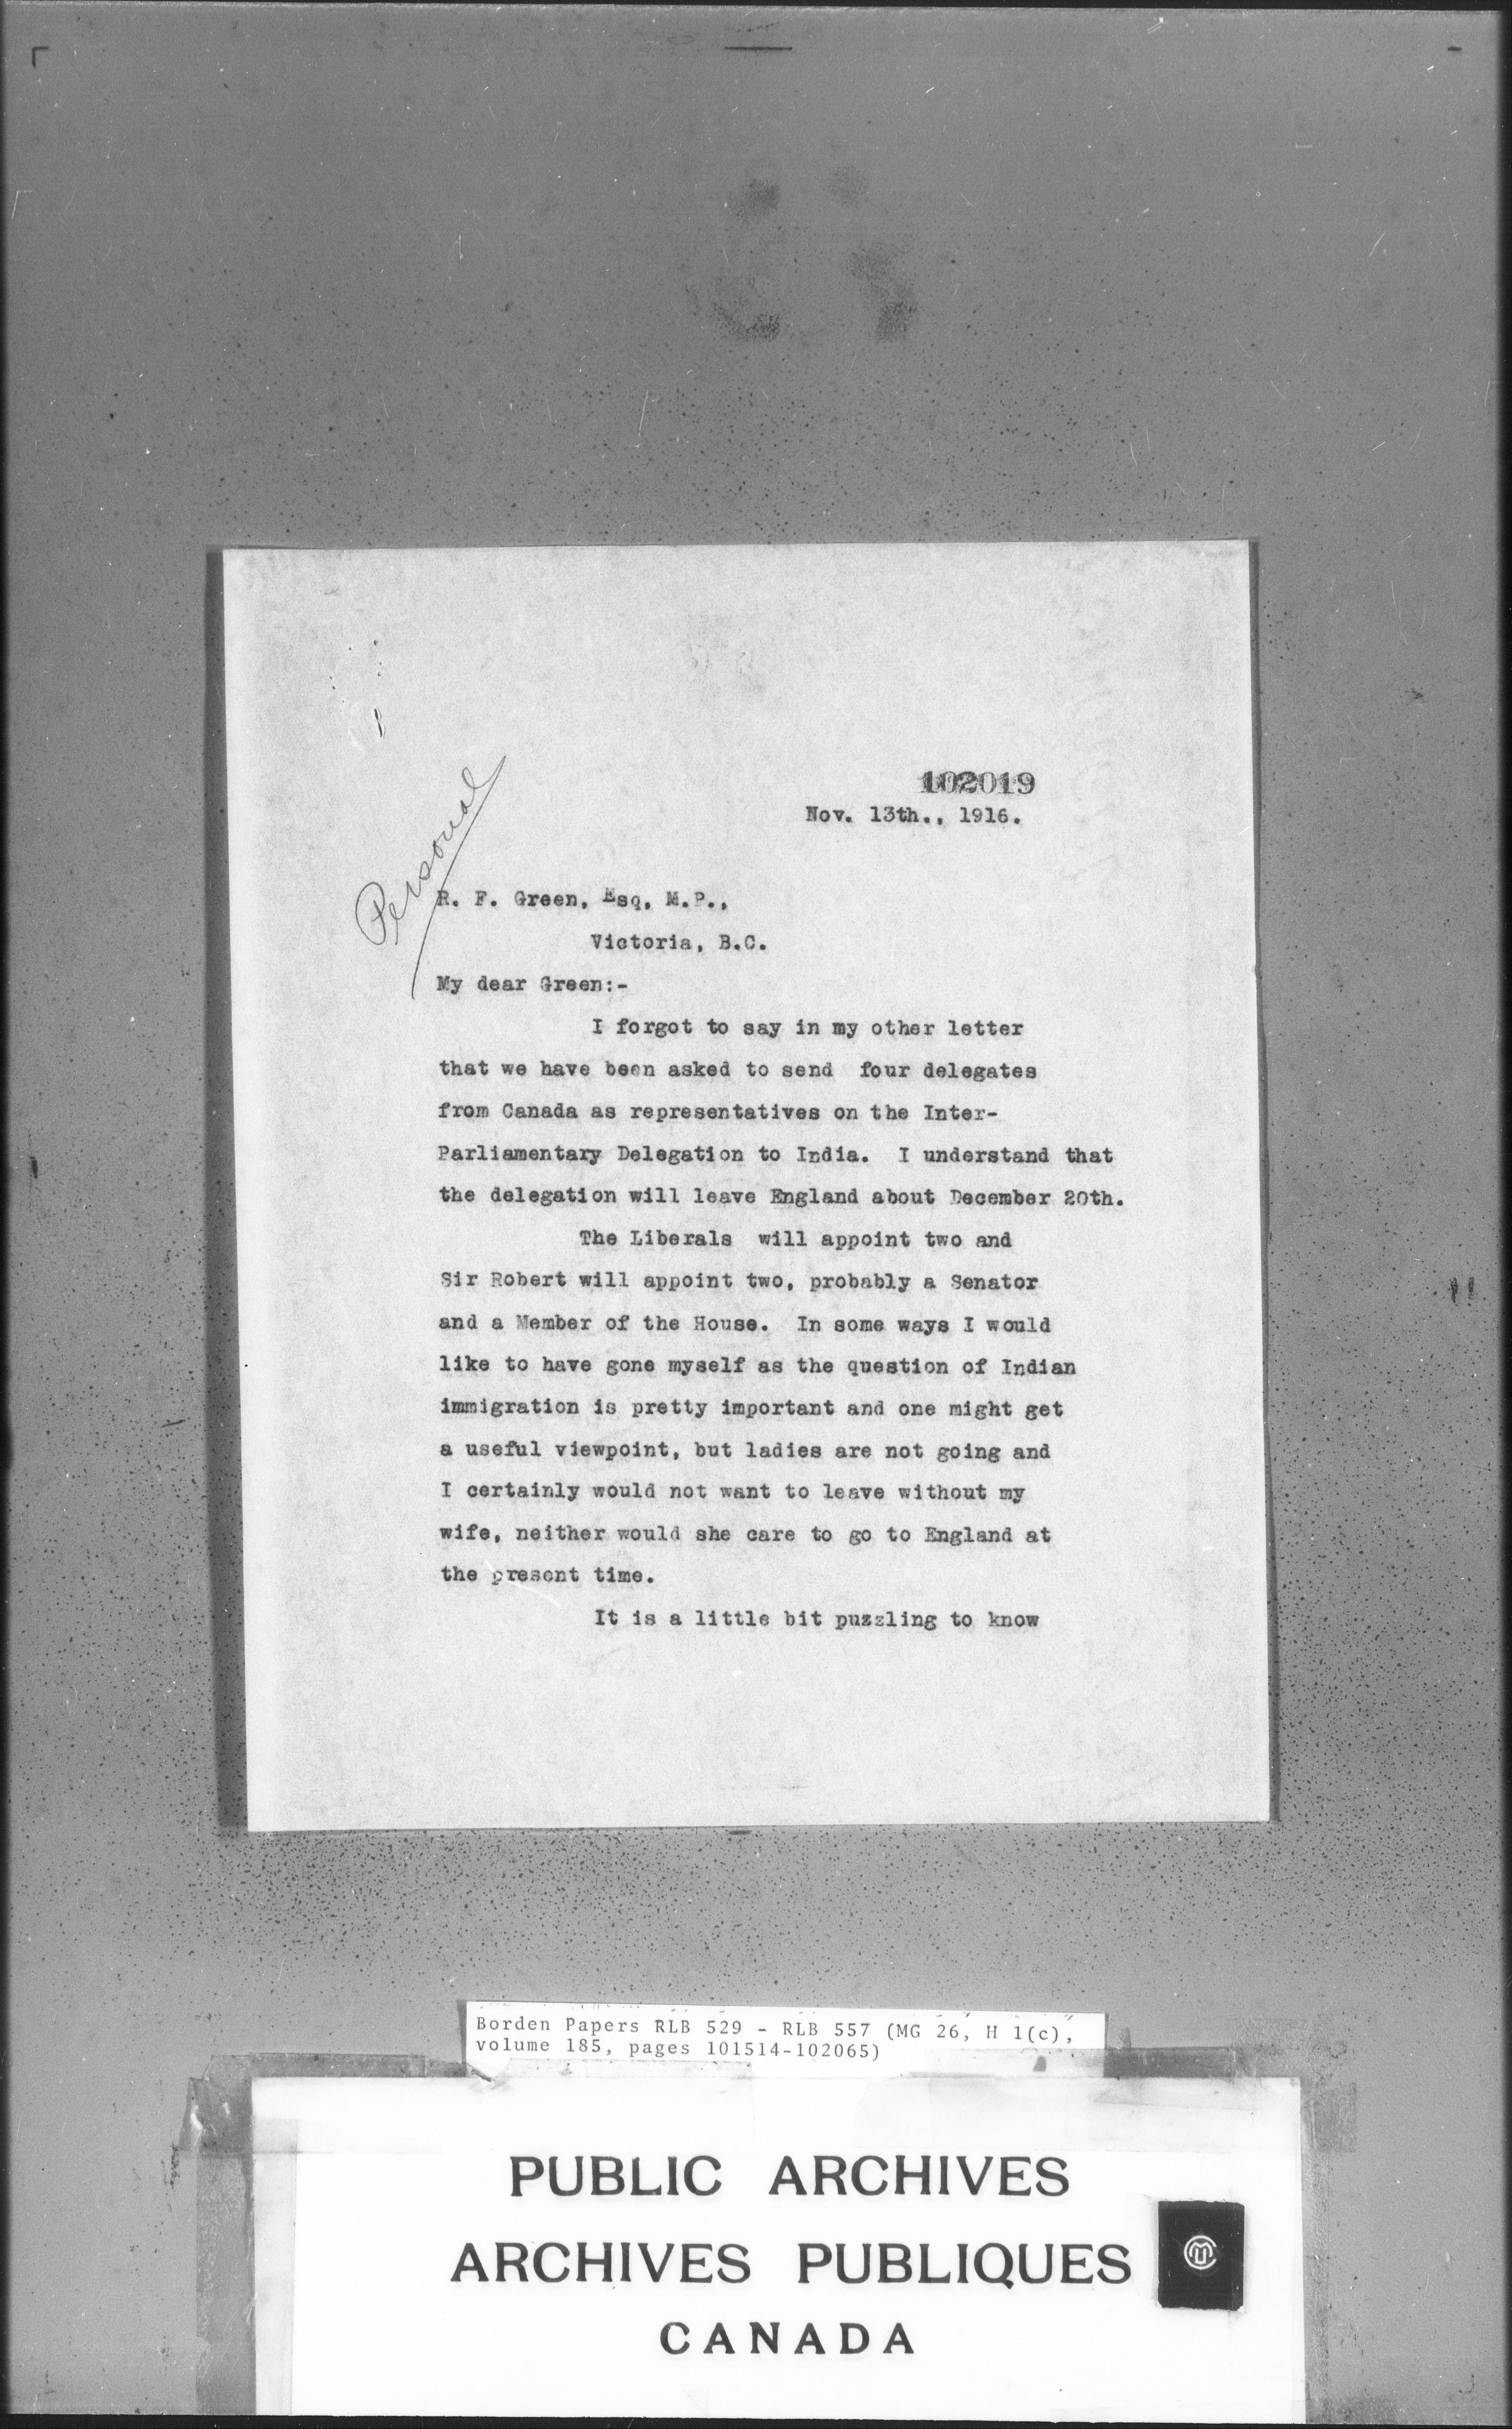 102019
Nov. 13th., 1916.
Personal
R. F. Green, Esq, M.P.,
Victoria, B.C.
My dear Green:-
I forgot to say in my other letter
that we have been asked to send four delegates
from Canada as representatives on the Inter-
Parliamentary Delegation to India. I understand that
the delegation will leave England about December 20th.
The Liberals will appoint two and
Sir Robert will appoint two, probably a Senator
and a Member of the House. In some ways I would
like to have gone myself as the question of Indian
immigration is pretty important and one might get
a useful viewpoint, but ladies are not going and
I certainly would not want to leave without my
wife, neither would she care to go to England at
the present time.
It is a little bit puzzling to know
Borden Papers RLB 529 - RLB 557 (MG 26, H 1(c),
volume 185, pages 101514-102065)
PUBLIC ARCHIVES
ARCHIVES PUBLIQUES
CANADA